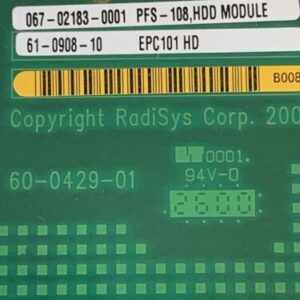 067-02183-0001 PFS-108,HDD MODULE
61-0908-10 EPC101 HD
B008
Copyright RadiSys Corp. 200
LT 0001.
60-0429-01
94V-0
2600